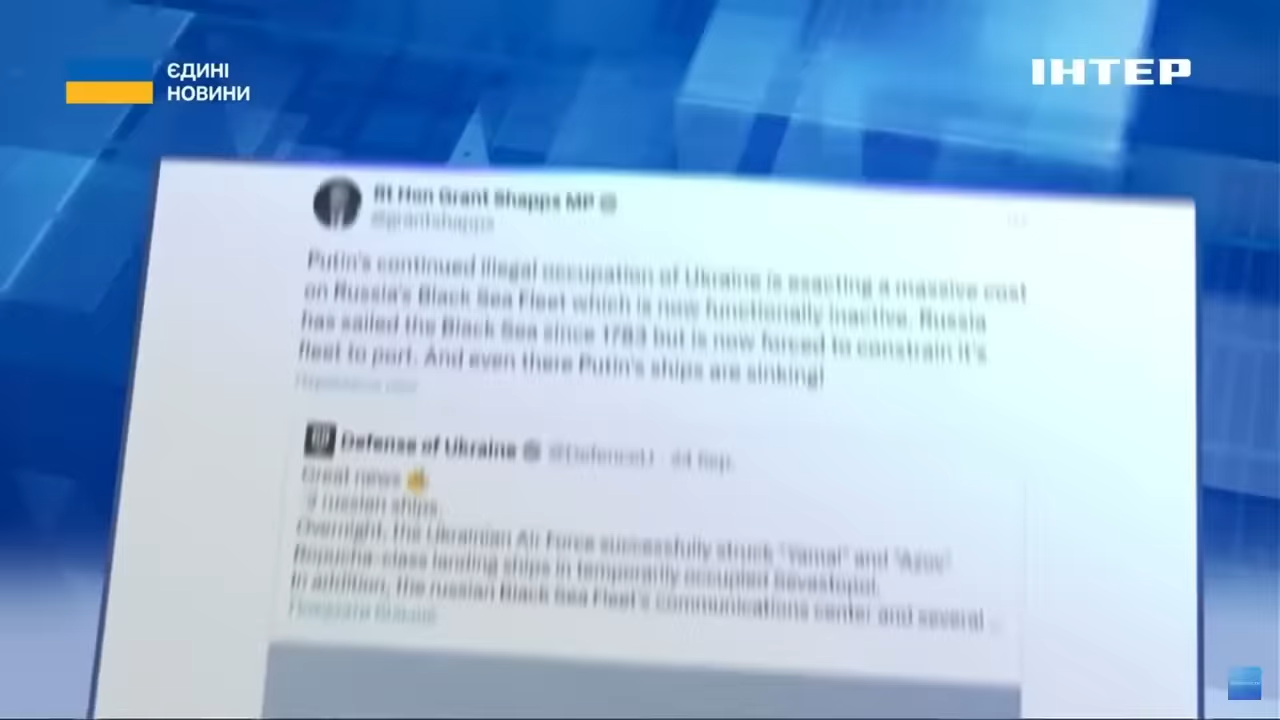 ЄДИНІ
НОВИНИ
ІНТЕР
Rt Hon Grant Shapps MP
@grantshapps
Putin's continued illegal occupation of Ukraine is exacting a massive cost
on Russia's Black Sea Fleet which is now functionally inactive. Russia
has sailed the Black Sea since 1783 but is now forced to constrain it's
fleet to port. And even there Putin's ships are sinking!
Defense of Ukraine
Great news
russian ships.
Overnight, the Ukrainian Air Force successfully struck "Yamal" and "Azov"
Ropucha-class landing ships in temporarily occupied Sevastopol.
In addition, the russian Black Sea Fleet's communications center and several